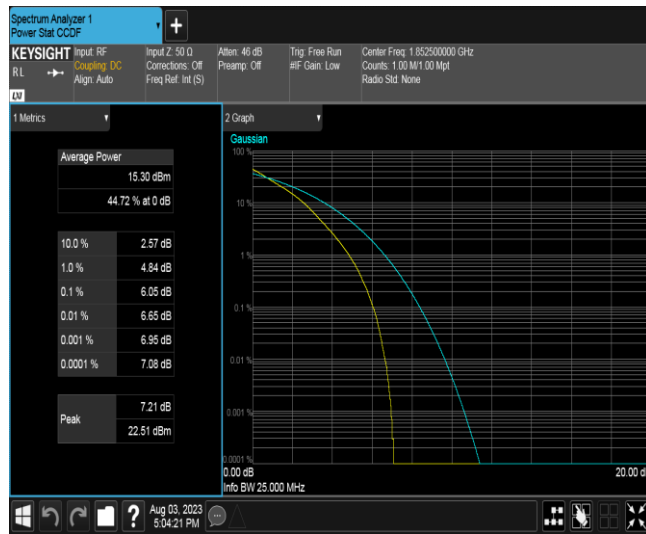 Spectrum Analyzer 1
Power Stat CCDF
+
KEYSIGHT
RL
LXI
Input: RF
Coupling: DC
Align: Auto
Input Z: 50 Ω
Corrections: Off
Freq Ref: Int (S)
Atten: 46 dB
Preamp: Off
Trig: Free Run
#IF Gain: Low
Center Freq: 1.852500000 GHz
Counts: 1.00 M/1.00 Mpt
Radio Std: None
1 Metrics
Average Power
15.30 dBm
44.72 % at 0 dB
10.0 % 2.57 dB
1.0 % 4.84 dB
0.1 % 6.05 dB
0.01 % 6.65 dB
0.001 % 6.95 dB
0.0001 % 7.08 dB
Peak
7.21 dB
22.51 dBm
2 Graph
Gaussian
100 %
10 %
1 %
0.1 %
0.01 %
0.001 %
0.0001 %
0.00 dB
20.00 d
Info BW 25.000 MHz
?
Aug 03, 2023
5:04:21 PM